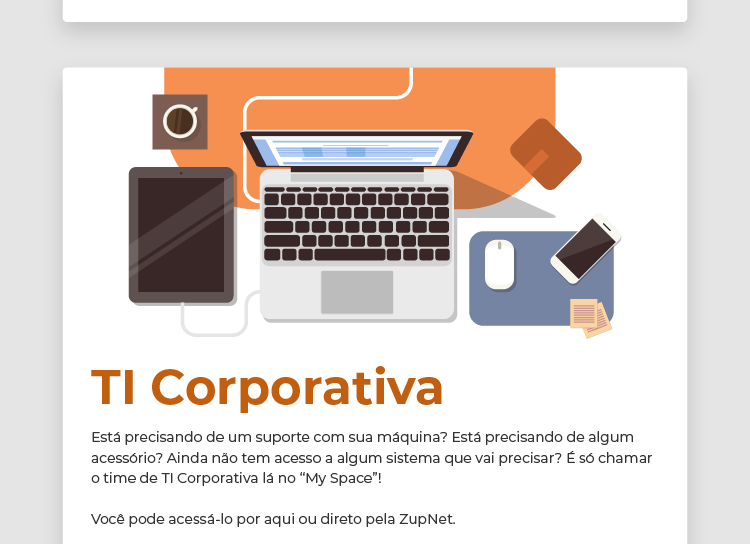 TI Corporativa
Está precisando de um suporte com sua máquina? Está precisando de algum
acessório? Ainda não tem acesso a algum sistema que vai precisar? É só chamar
o time de TI Corporativa lá no “My Space”!
Você pode acessá-lo por aqui ou direto pela ZupNet.